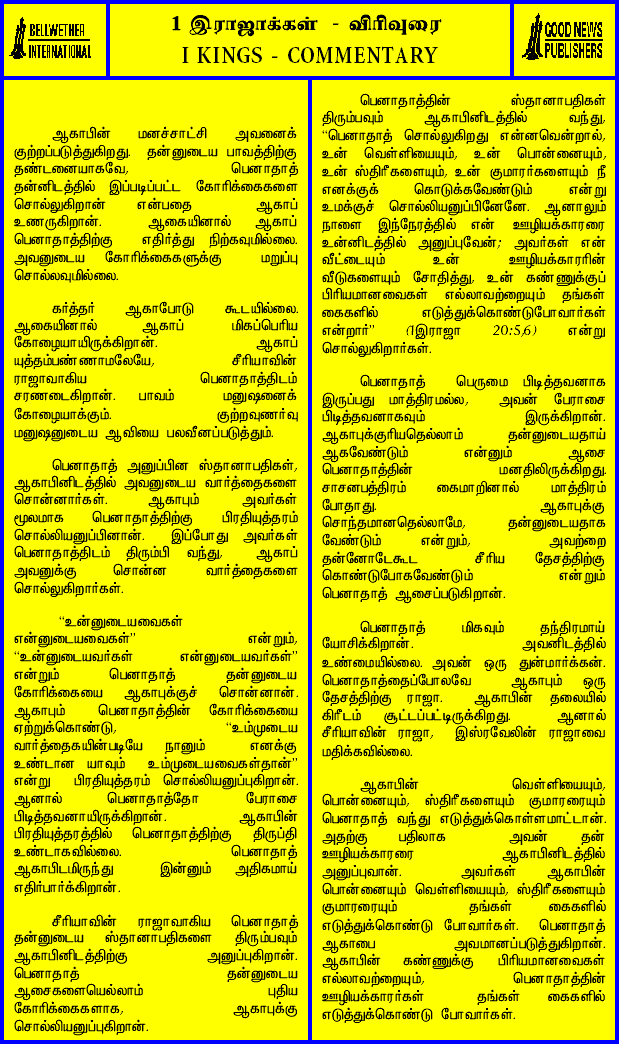 BELLWETHER
INTERNATIONAL
1 இராஜாக்கள் - விரிவுரை
I KINGS - COMMENTARY
GOOD NEWS
PUBLISHERS
ஆகாபின் மனச்சாட்சி அவனைக்
குற்றப்படுத்துகிறது. தன்னுடைய பாவத்திற்கு
தண்டனையாகவே, பெனாதாத்
தன்னிடத்தில் இப்படிப்பட்ட கோரிக்கைகளை
சொல்லுகிறான் என்பதை ஆகாப்
உணருகிறான். ஆகையினால் ஆகாப்
பெனாதாத்திற்கு எதிர்த்து நிற்கவுமில்லை.
அவனுடைய கோரிக்கைகளுக்கு மறுப்பு
சொல்லவுமில்லை.
கர்த்தர் ஆகாபோடு கூடயில்லை.
ஆகையினால் ஆகாப் மிகப்பெரிய
கோழையாயிருக்கிறான். ஆகாப்
யுத்தம்பண்ணாமலேயே, சீரியாவின்
ராஜாவாகிய பெனாதாத்திடம்
சரணடைகிறான். பாவம் மனுஷனைக்
கோழையாக்கும். குற்றவுணர்வு
மனுஷனுடைய ஆவியை பலவீனப்படுத்தும்.
பெனாதாத் அனுப்பின ஸ்தானாபதிகள்,
ஆகாபினிடத்தில் அவனுடைய வார்த்தைகளை
சொன்னார்கள். ஆகாபும் அவர்கள்
மூலமாக பெனாதாத்திற்கு பிரதியுத்தரம்
சொல்லியனுப்பினான். இப்போது அவர்கள்
பெனாதாத்திடம் திரும்பி வந்து, ஆகாப்
அவனுக்கு சொன்ன வார்த்தைகளை
சொல்லுகிறார்கள்.
“உன்னுடையவைகள்
என்னுடையவைகள்” என்றும்,
“உன்னுடையவர்கள் என்னுடையவர்கள்”
என்றும் பெனாதாத் தன்னுடைய
கோரிக்கையை ஆகாபுக்குச் சொன்னான்.
ஆகாபும் பெனாதாத்தின் கோரிக்கையை
ஏற்றுக்கொண்டு, “உம்முடைய
வார்த்தைகயின்படியே நானும் எனக்கு
உண்டான யாவும் உம்முடையவைகள்தான்”
என்று பிரதியுத்தரம் சொல்லியனுப்புகிறான்.
ஆனால் பெனாதாத்தோ பேராசை
பிடித்தவனாயிருக்கிறான். ஆகாபின்
பிரதியுத்தரத்தில் பெனாதாத்திற்கு திருப்தி
உண்டாகவில்லை. பெனாதாத்
ஆகாபிடமிருந்து இன்னும் அதிகமாய்
எதிர்பார்க்கிறான்.
சீரியாவின் ராஜாவாகிய பெனாதாத்
தன்னுடைய ஸ்தானாபதிகளை திரும்பவும்
ஆகாபினிடத்திற்கு அனுப்புகிறான்.
பெனாதாத் தன்னுடைய
ஆசைகளையெல்லாம் புதிய
கோரிக்கைகளாக, ஆகாபுக்கு
சொல்லியனுப்புகிறான்.
பெனாதாத்தின் ஸ்தானாபதிகள்
திரும்பவும் ஆகாபினிடத்தில் வந்து,
“பெனாதாத் சொல்லுகிறது என்னவென்றால்,
உன் வெள்ளியையும், உன் பொன்னையும்,
உன் ஸ்திரீகளையும், உன் குமாரர்களையும் நீ
எனக்குக் கொடுக்கவேண்டும் என்று
உமக்குச் சொல்லியனுப்பினேனே. ஆனாலும்
நாளை இந்நேரத்தில் என் ஊழியக்காரரை
உன்னிடத்தில் அனுப்புவேன்; அவர்கள் என்
வீட்டையும் உன் ஊழியக்காரரின்
வீடுகளையும் சோதித்து, உன் கண்ணுக்குப்
பிரியமானவைகள் எல்லாவற்றையும் தங்கள்
கைகளில் எடுத்துக்கொண்டுபோவார்கள்
என்றார்” (1இராஜா 20:5,6) என்று
சொல்லுகிறார்கள்.
பெனாதாத் பெருமை பிடித்தவனாக
இருப்பது மாத்திரமல்ல, அவன் பேராசை
பிடித்தவனாகவும் இருக்கிறான்.
ஆகாபுக்குரியதெல்லாம் தன்னுடையதாய்
ஆகவேண்டும் என்னும் ஆசை
பெனாதாத்தின் மனதிலிருக்கிறது.
சாசனபத்திரம் கைமாறினால் மாத்திரம்
போதாது. ஆகாபுக்கு
சொந்தமானதெல்லாமே, தன்னுடையதாக
வேண்டும் என்றும், அவற்றை
தன்னோடேகூட சீரிய தேசத்திற்கு
கொண்டுபோகவேண்டும் என்றும்
பெனாதாத் ஆசைப்படுகிறான்.
பெனாதாத் மிகவும் தந்திரமாய்
யோசிக்கிறான். அவனிடத்தில்
உண்மையில்லை. அவன் ஒரு துன்மார்க்கன்.
பெனாதாத்தைப்போலவே ஆகாபும் ஒரு
தேசத்திற்கு ராஜா. ஆகாபின் தலையில்
கிரீடம் சூட்டப்பட்டிருக்கிறது. ஆனால்
சீரியாவின் ராஜா, இஸ்ரவேலின் ராஜாவை
மதிக்கவில்லை.
ஆகாபின் வெள்ளியையும்,
பொன்னையும், ஸ்திரீகளையும் குமாரரையும்
பெனாதாத் வந்து எடுத்துக்கொள்ளமாட்டான்.
அதற்கு பதிலாக அவன் தன்
ஊழியக்காரரை ஆகாபினிடத்தில்
அனுப்புவான். அவர்கள் ஆகாபின்
பொன்னையும் வெள்ளியையும், ஸ்திரீகளையும்
குமாரரையும் தங்கள் கைகளில்
எடுத்துக்கொண்டு போவார்கள். பெனாதாத்
ஆகாபை அவமானப்படுத்துகிறான்.
ஆகாபின் கண்ணுக்கு பிரியமானவைகள்
எல்லாவற்றையும், பெனாதாத்தின்
ஊழியக்காரர்கள் தங்கள் கைகளில்
எடுத்துக்கொண்டு போவார்கள்.